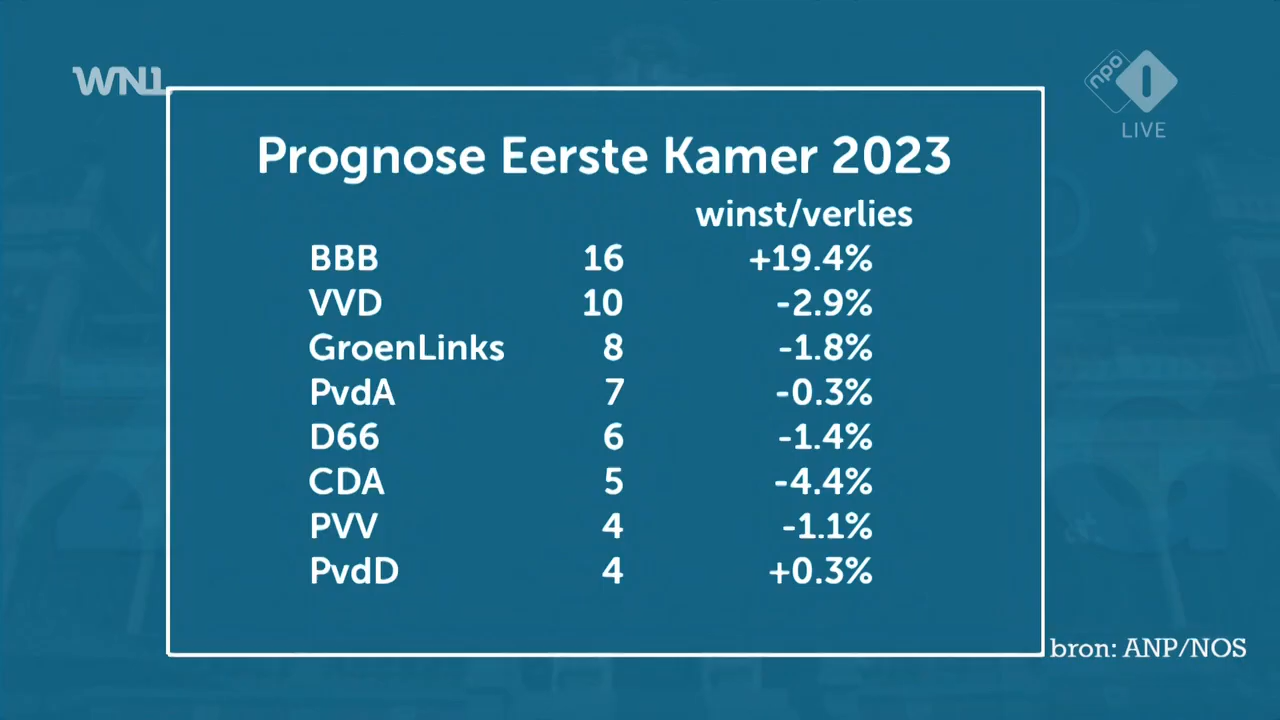 WNL
npo 1
LIVE
Prognose Eerste Kamer 2023
winst/verlies
BBB 16 +19.4%
VVD 10 -2.9%
GroenLinks 8 -1.8%
PvdA 7 -0.3%
D66 6 -1.4%
CDA 5 -4.4%
PVV 4 -1.1%
PvdD 4 +0.3%
bron: ANP/NOS